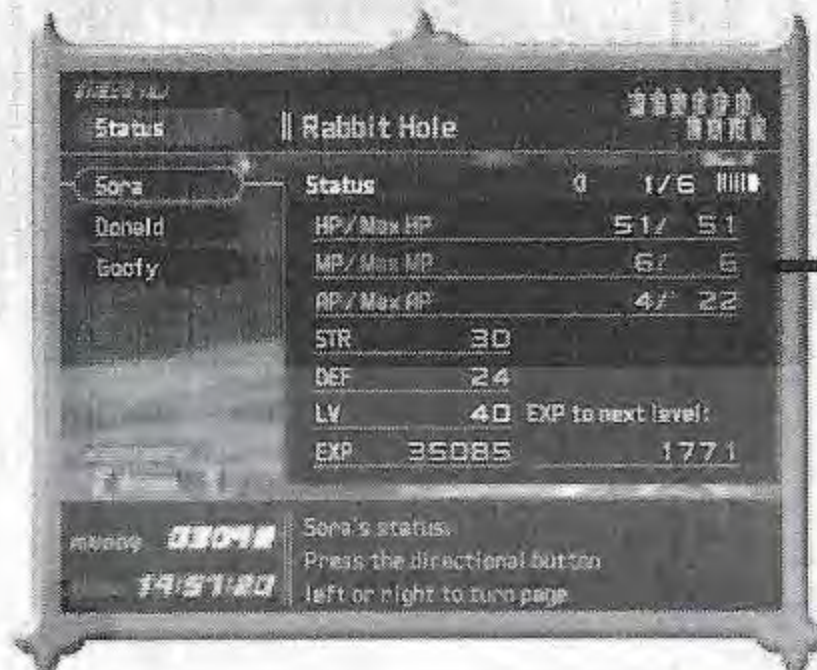 Status
Rabbit Hole
Sora
Donald
Goofy
Status 1/6
HP/Max HP 51/ 51
MP/Max MP 6/ 6
AP/Max AP 4/ 22
STR 30
DEF 24
LV 40 EXP to next level:
EXP 35085 1771
Sora's status.
Press the directional button
left or right to turn page